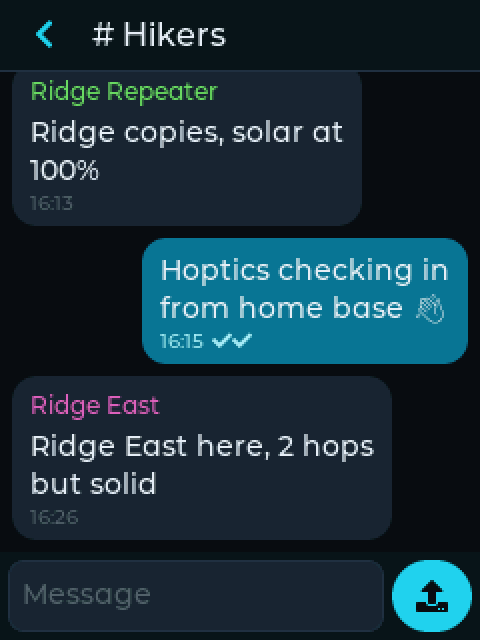 # Hikers
Ridge Repeater
Ridge copies, solar at
100%
16:13
Hoptics checking in
from home base 👋
16:15
Ridge East
Ridge East here, 2 hops
but solid
16:26
Message